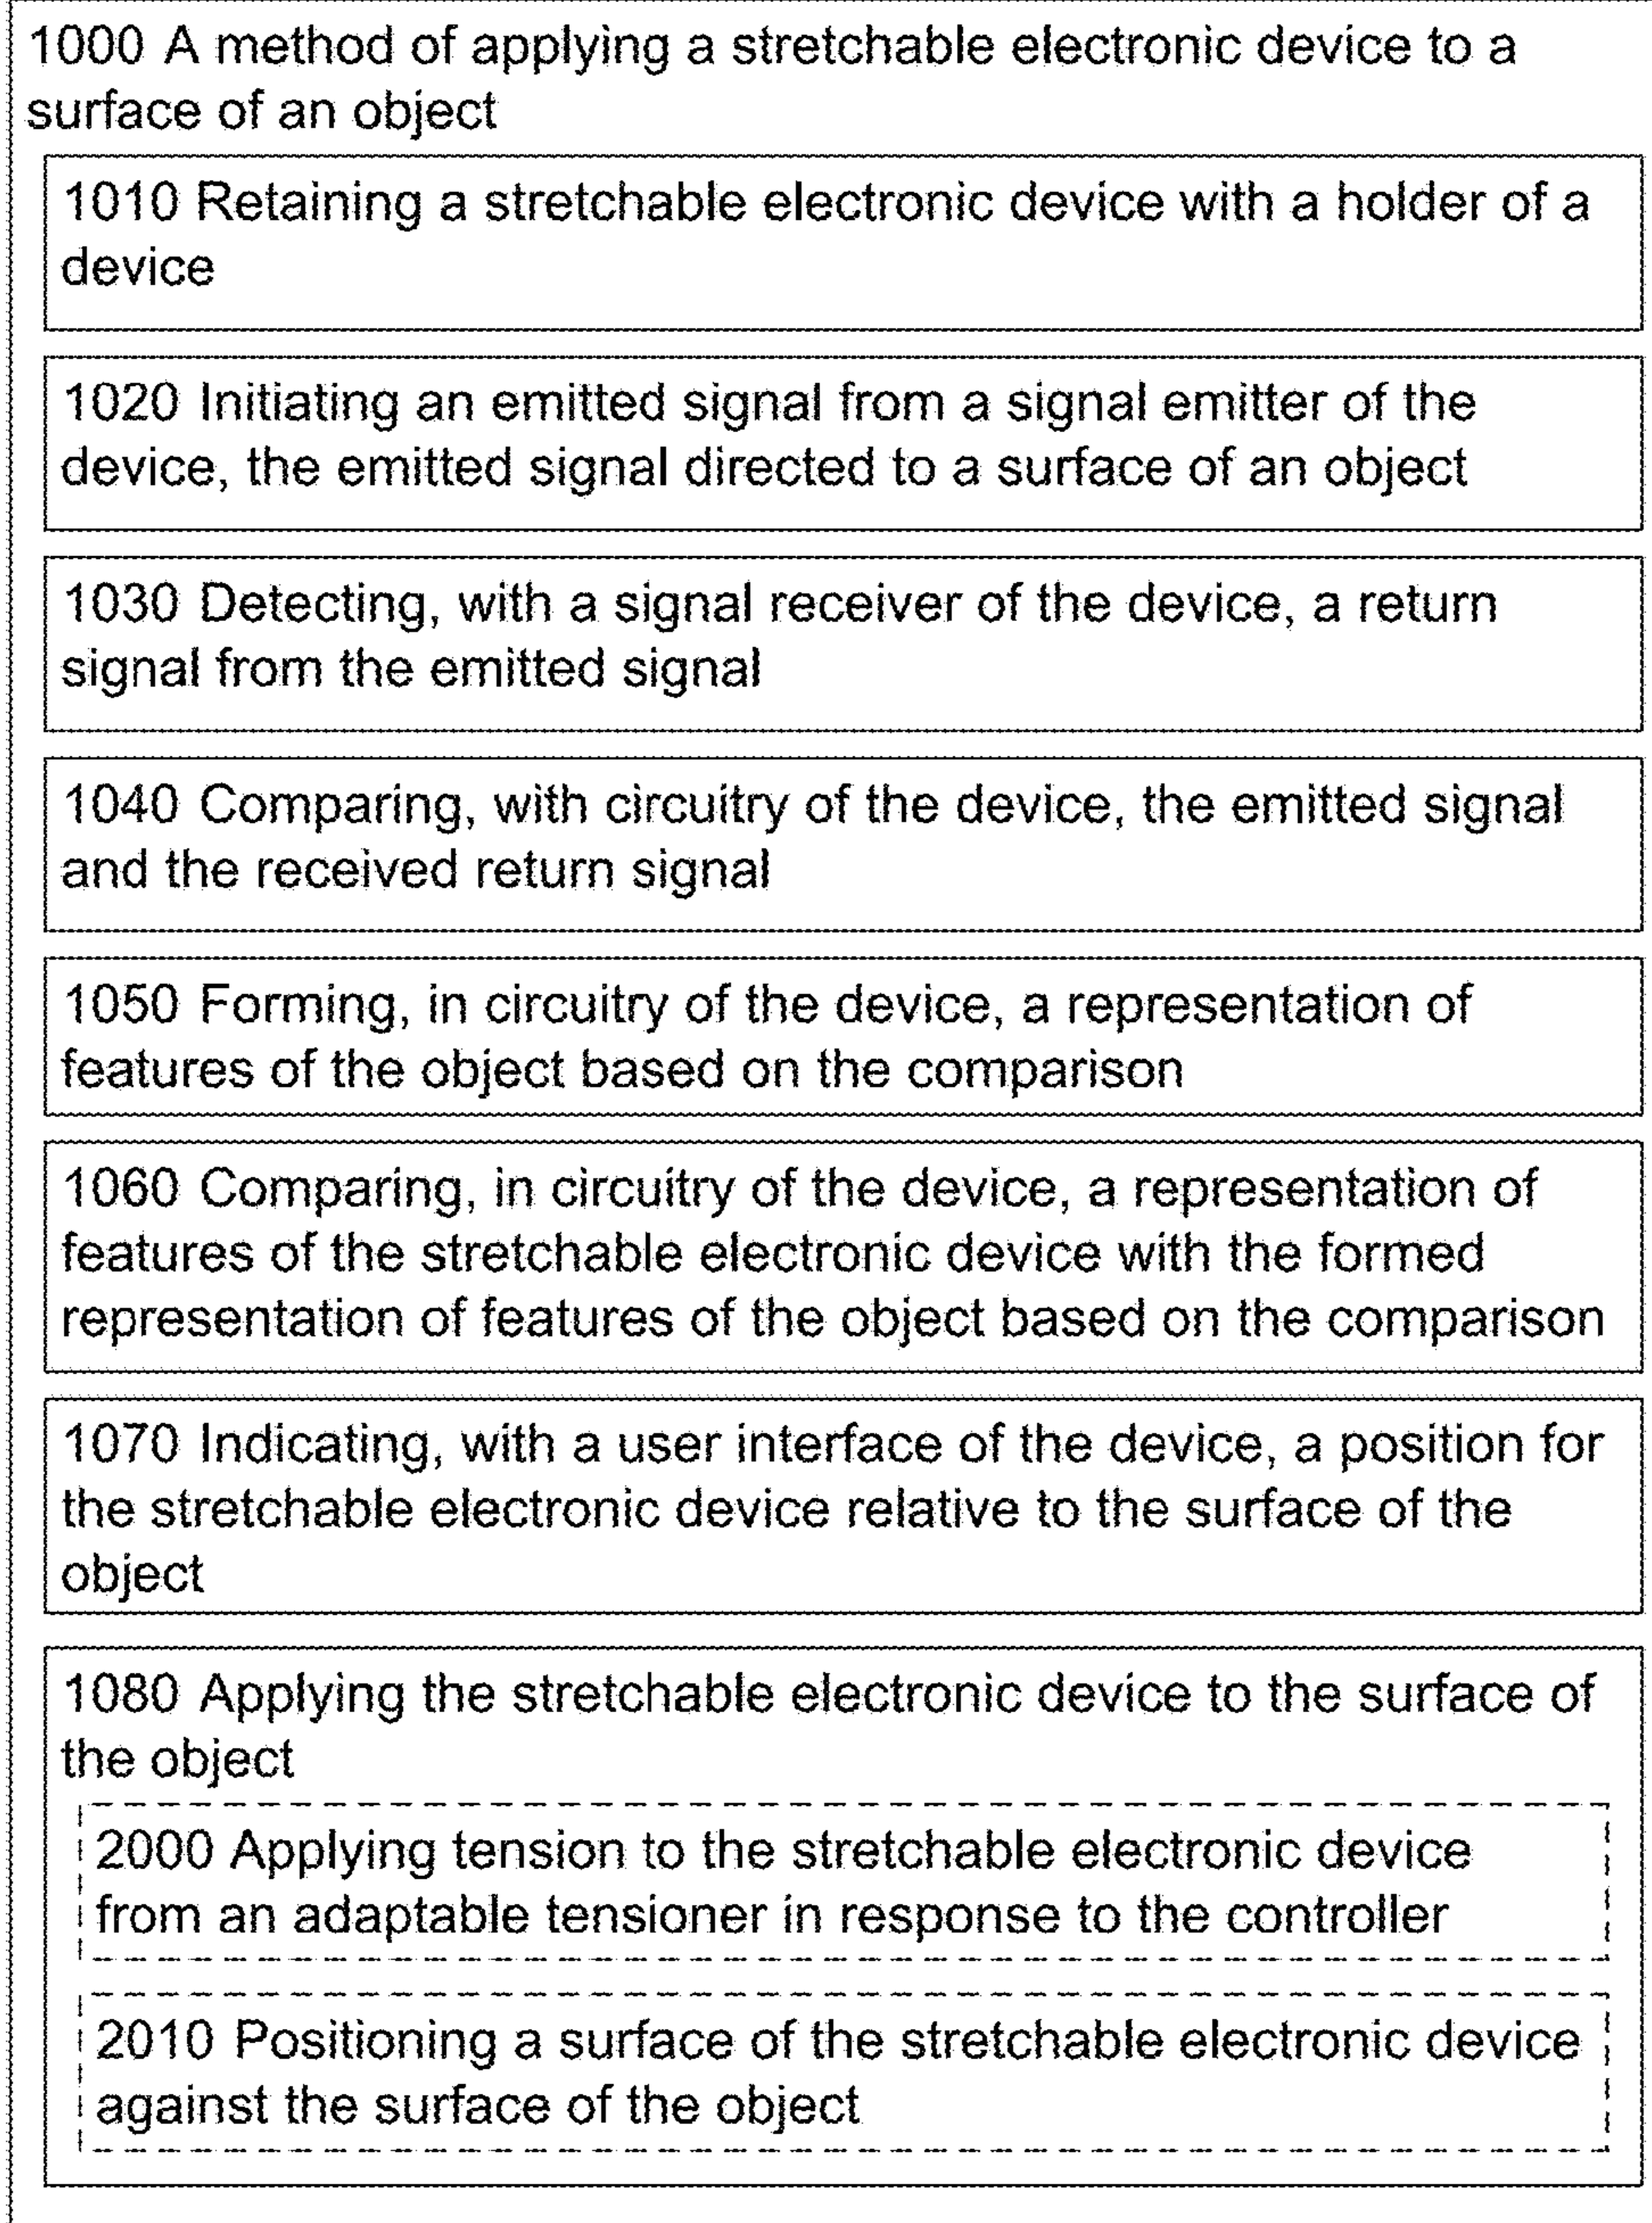 1000 A method of applying a stretchable electronic device to a
surface of an object
1010 Retaining a stretchable electronic device with a holder of a
device
1020 Initiating an emitted signal from a signal emitter of the
device, the emitted signal directed to a surface of an object
1030 Detecting, with a signal receiver of the device, a return
signal from the emitted signal
1040 Comparing, with circuitry of the device, the emitted signal
and the received return signal
1050 Forming, in circuitry of the device, a representation of
features of the object based on the comparison
1060 Comparing, in circuitry of the device, a representation of
features of the stretchable electronic device with the formed
representation of features of the object based on the comparison
1070 Indicating, with a user interface of the device, a position for
the stretchable electronic device relative to the surface of the
object
1080 Applying the stretchable electronic device to the surface of
the object
2000 Applying tension to the stretchable electronic device
from an adaptable tensioner in response to the controller
2010 Positioning a surface of the stretchable electronic device
against the surface of the object